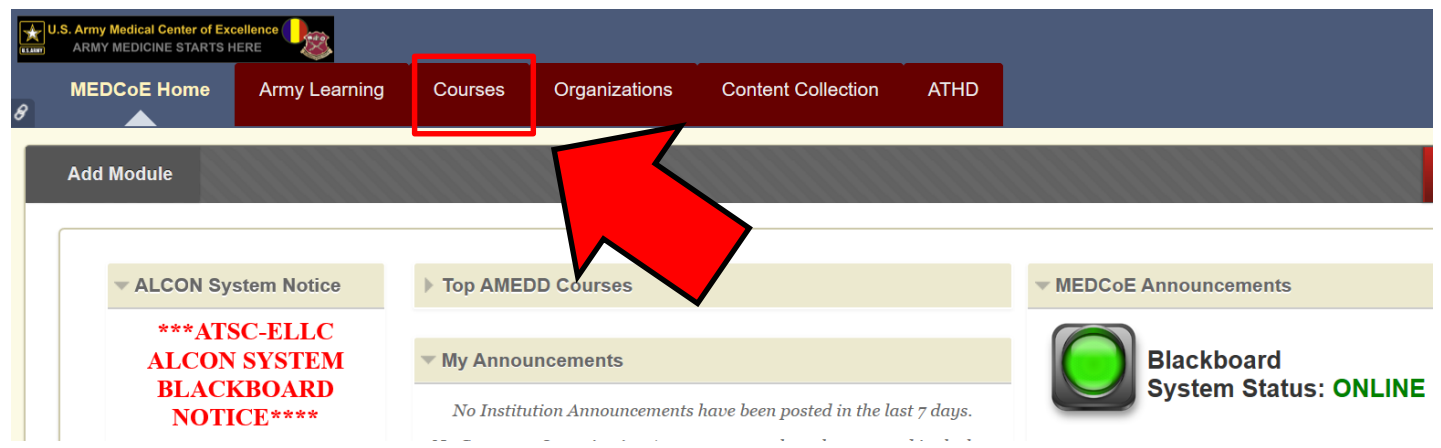 U.S. Army Medical Center of Excellence
ARMY MEDICINE STARTS HERE
U.S. ARMY
MEDCoE Home Army Learning Courses Organizations Content Collection ATHD
Add Module
ALCON System Notice
***ATSC-ELLC
ALCON SYSTEM
BLACKBOARD
NOTICE****
Top AMEDD Courses
My Announcements
No Institution Announcements have been posted in the last 7 days.
MEDCoE Announcements
Blackboard
System Status: ONLINE